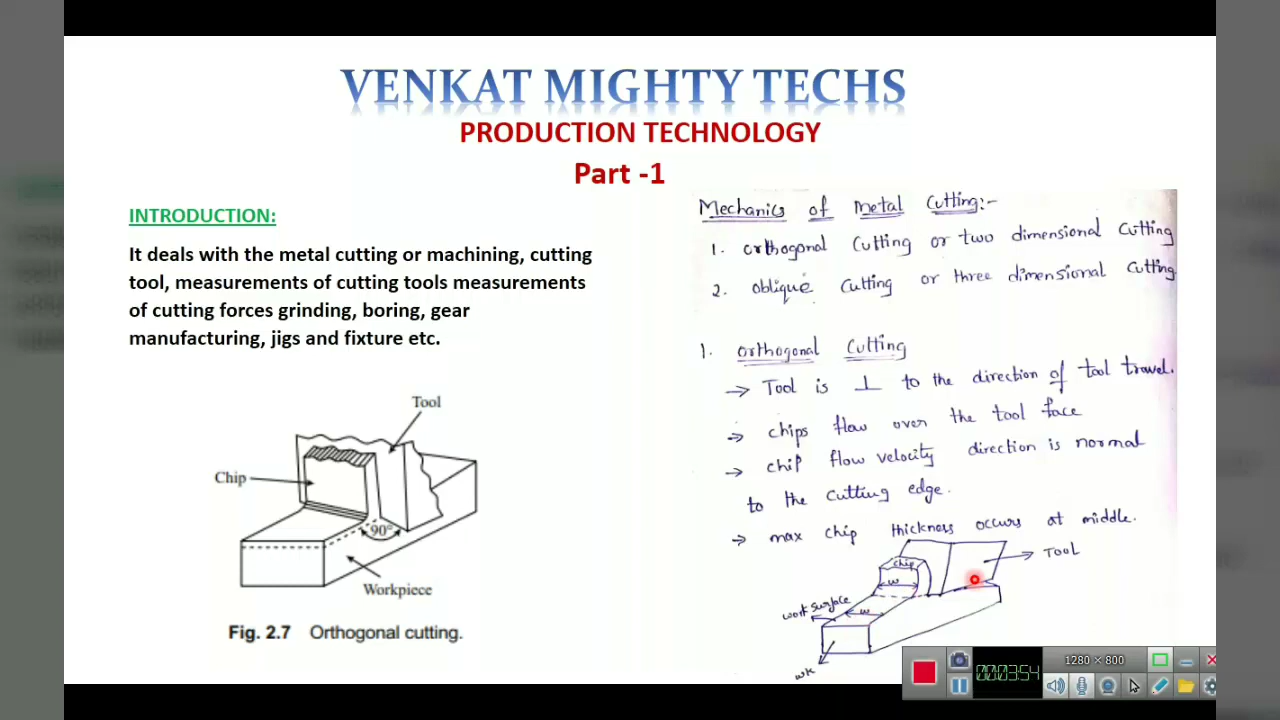 VENKAT MIGHTY TECHS
PRODUCTION TECHNOLOGY
Part -1
INTRODUCTION:
It deals with the metal cutting or machining, cutting
tool, measurements of cutting tools measurements
of cutting forces grinding, boring, gear
manufacturing, jigs and fixture etc.
Tool
Chip
90°
Workpiece
Fig. 2.7 Orthogonal cutting.
Mechanics of Metal Cutting:-
1. orthogonal cutting or two dimensional cutting
2. oblique cutting or three dimensional cutting
1. orthogonal cutting
→ Tool is ⊥ to the direction of tool travel.
→ chips flow over the tool face
→ chip flow velocity direction is normal
to the cutting edge.
→ max chip thickness occurs at middle.
chip
TOOL
w
work surface
w
wk
1280 × 800
00:03:54